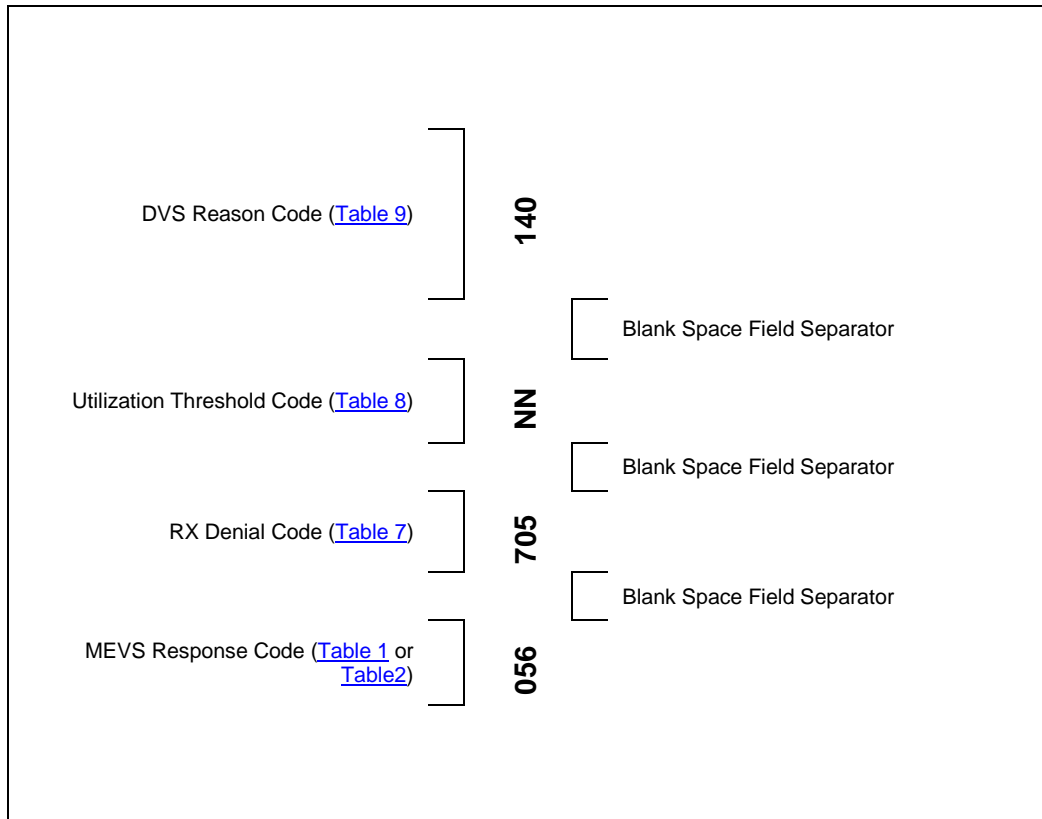 DVS Reason Code (Table 9)
140
Blank Space Field Separator
Utilization Threshold Code (Table 8)
NN
Blank Space Field Separator
RX Denial Code (Table 7)
705
Blank Space Field Separator
MEVS Response Code (Table 1 or
Table2)
056